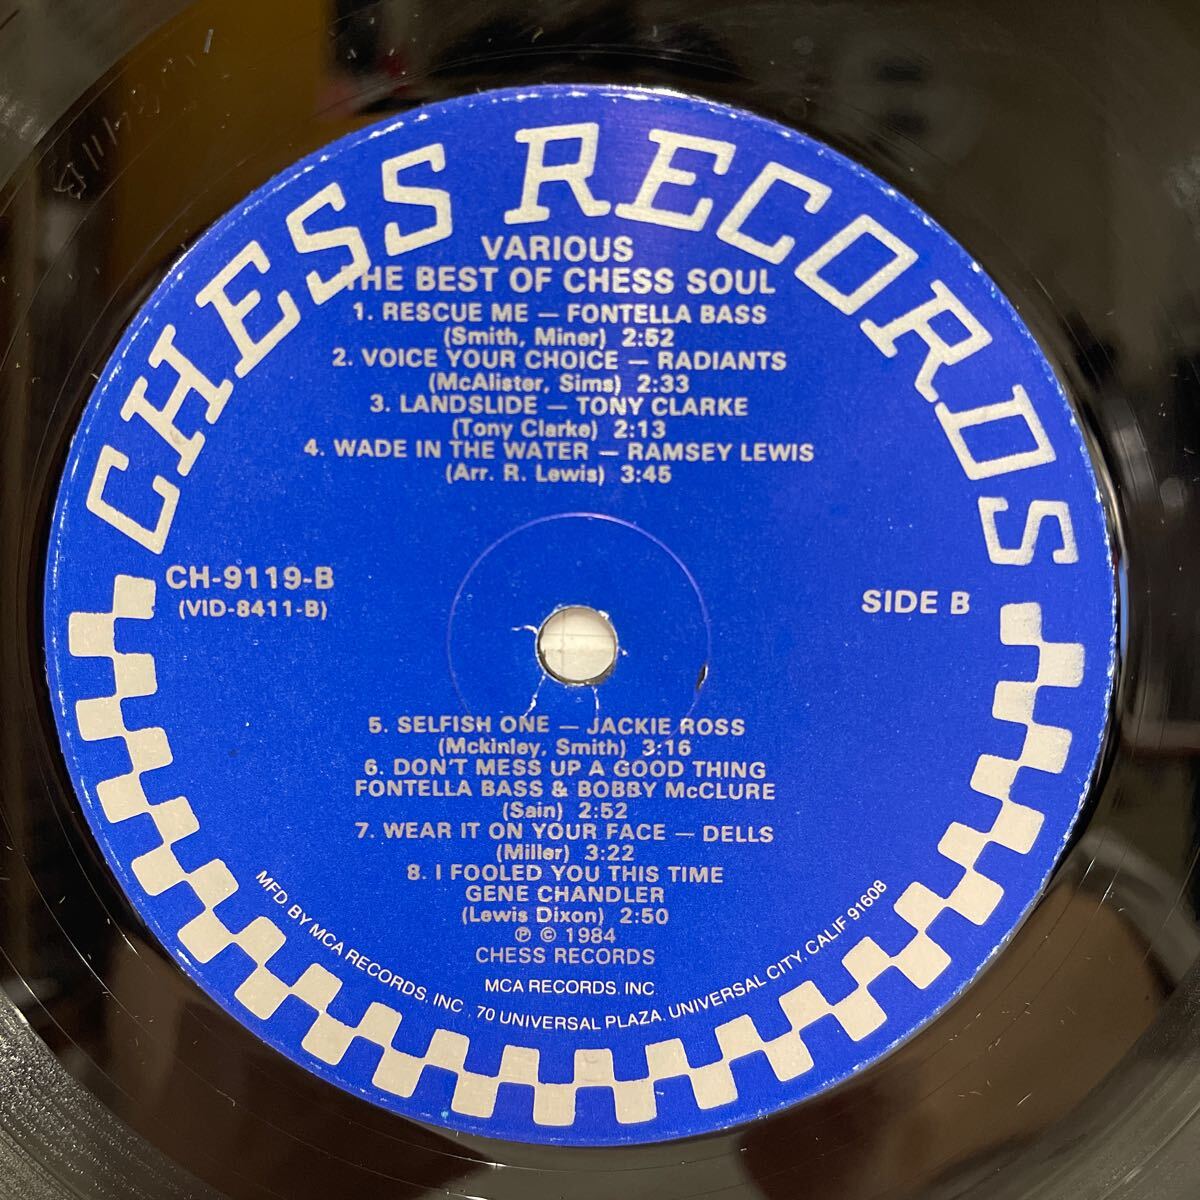 CHESS RECORDS
VARIOUS
THE BEST OF CHESS SOUL
1. RESCUE ME — FONTELLA BASS
(Smith, Miner) 2:52
2. VOICE YOUR CHOICE — RADIANTS
(McAlister, Sims) 2:33
3. LANDSLIDE — TONY CLARKE
(Tony Clarke) 2:13
4. WADE IN THE WATER — RAMSEY LEWIS
(Arr. R. Lewis) 3:45
CH-9119-B
(VID-8411-B)
SIDE B
5. SELFISH ONE — JACKIE ROSS
(Mckinley, Smith) 3:16
6. DON'T MESS UP A GOOD THING
FONTELLA BASS & BOBBY McCLURE
(Sain) 2:52
7. WEAR IT ON YOUR FACE — DELLS
(Miller) 3:22
8. I FOOLED YOU THIS TIME
GENE CHANDLER
(Lewis Dixon) 2:50
℗ © 1984
CHESS RECORDS
MCA RECORDS, INC.
MFD. BY MCA RECORDS, INC., 70 UNIVERSAL PLAZA, UNIVERSAL CITY, CALIF 91608